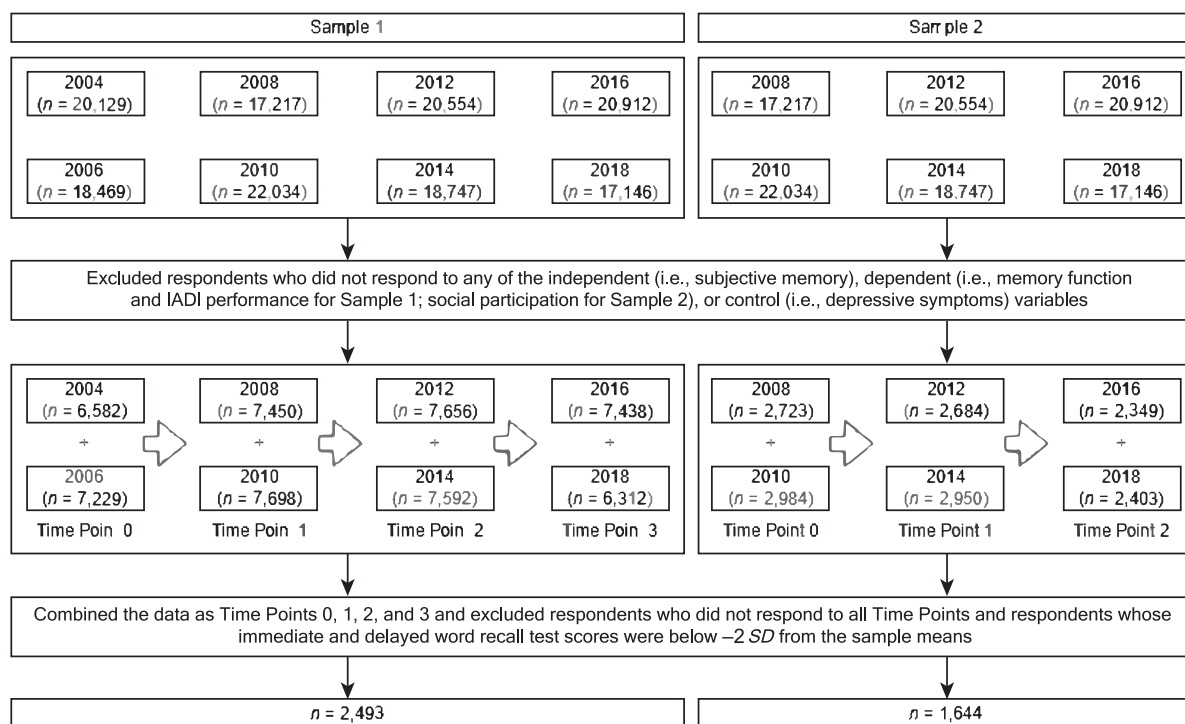 Sample 1
Sample 2
2004 2008 2012 2016 2008 2012 2016
(n = 20,129) (n = 17,217) (n = 20,554) (n = 20,912) (n = 17,217) (n = 20,554) (n = 20,912)
2006 2010 2014 2018 2010 2014 2018
(n = 18,469) (n = 22,034) (n = 18,747) (n = 17,146) (n = 22,034) (n = 18,747) (n = 17,146)
Excluded respondents who did not respond to any of the independent (i.e., subjective memory), dependent (i.e., memory function
and IADI performance for Sample 1; social participation for Sample 2), or control (i.e., depressive symptoms) variables
2004 2008 2012 2016 2008 2012 2016
(n = 6,582) (n = 7,450) (n = 7,656) (n = 7,438) (n = 2,723) (n = 2,684) (n = 2,349)
÷ ÷ ÷ ÷ ÷ ÷ ÷
2006 2010 2014 2018 2010 2014 2018
(n = 7,229) (n = 7,698) (n = 7,592) (n = 6,312) (n = 2,984) (n = 2,950) (n = 2,403)
Time Poin 0 Time Poin 1 Time Poin 2 Time Poin 3 Time Point 0 Time Point 1 Time Point 2
Combined the data as Time Points 0, 1, 2, and 3 and excluded respondents who did not respond to all Time Points and respondents whose
immediate and delayed word recall test scores were below −2 SD from the sample means
n = 2,493
n = 1,644